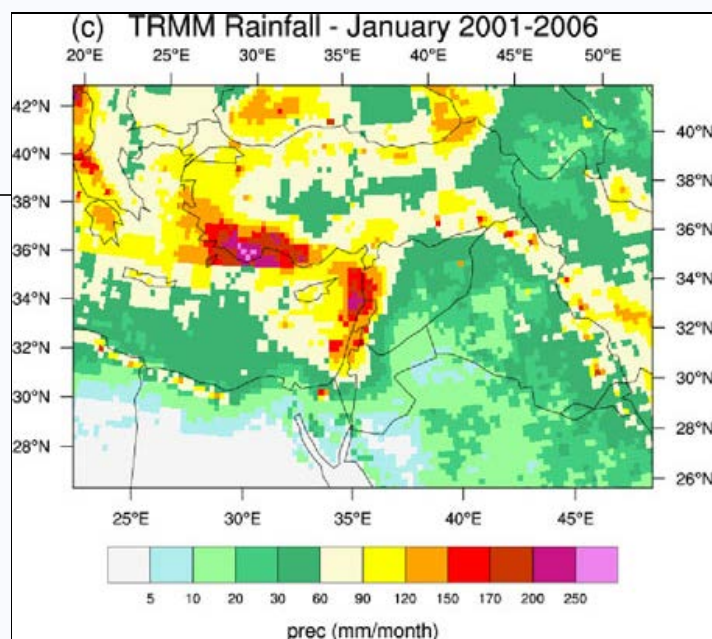 (c) TRMM Rainfall - January 2001-2006
20°E 25°E 30°E 35°E 40°E 45°E 50°E
42°N
40°N
40°N
38°N
38°N
36°N
36°N
34°N
34°N
32°N
32°N
30°N
30°N
28°N
28°N
26°N
25°E 30°E 35°E 40°E 45°E
5 10 20 30 60 90 120 150 170 200 250
prec (mm/month)